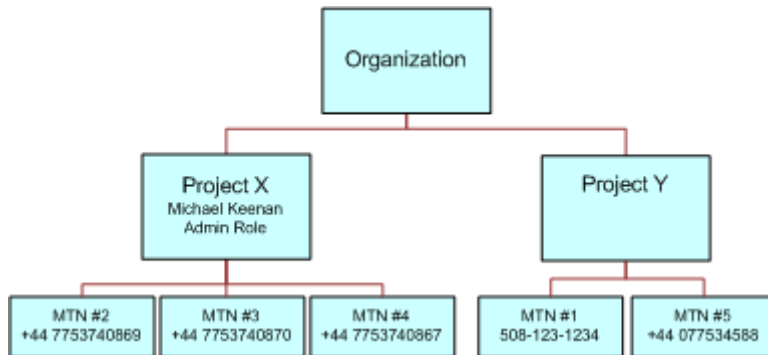 Organization
Project X
Michael Keenan
Admin Role
Project Y
MTN #2
+44 7753740869
MTN #3
+44 7753740870
MTN #4
+44 7753740867
MTN #1
508-123-1234
MTN #5
+44 077534588